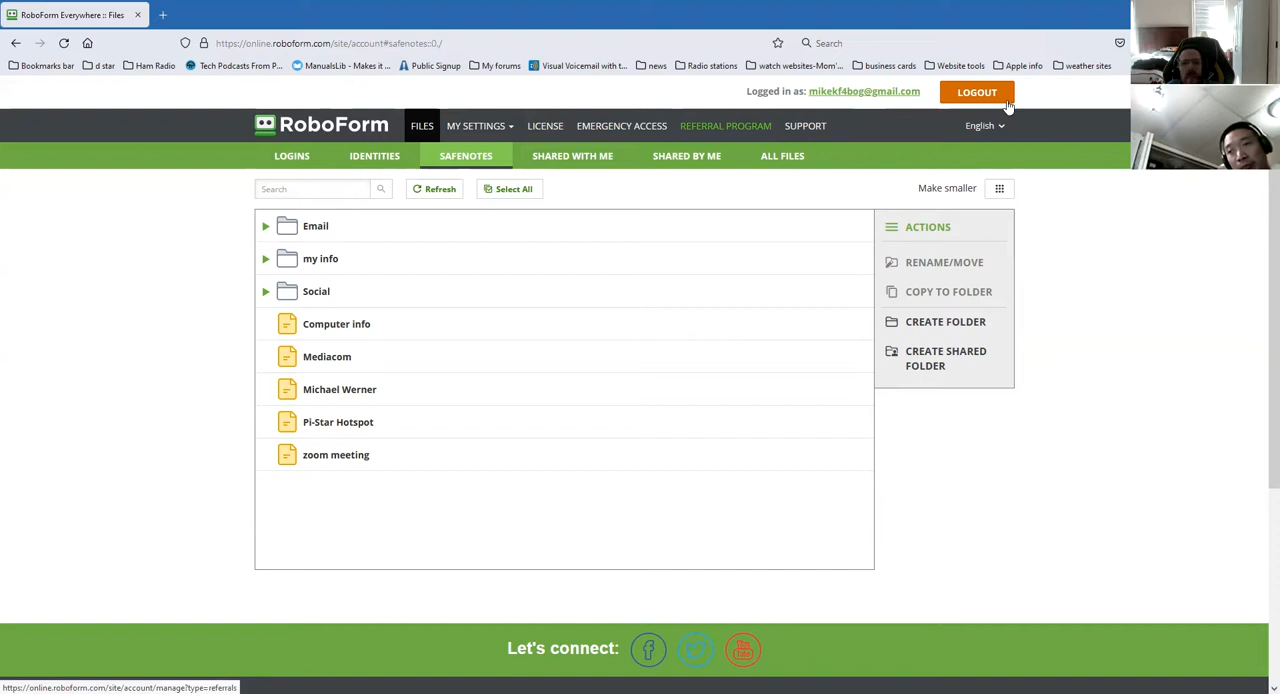 RoboForm Everywhere :: Files
https://online.roboform.com/site/account#safenotes::0,/
Search
Bookmarks bar
d star
Ham Radio
Tech Podcasts From P...
ManualsLib - Makes it ...
Public Signup
My forums
Visual Voicemail with t...
news
Radio stations
watch websites-Mom'...
business cards
Website tools
Apple info
weather sites
Logged in as: mikekf4bog@gmail.com
LOGOUT
RoboForm
FILES
MY SETTINGS
LICENSE
EMERGENCY ACCESS
REFERRAL PROGRAM
SUPPORT
English
LOGINS
IDENTITIES
SAFENOTES
SHARED WITH ME
SHARED BY ME
ALL FILES
Search
Refresh
Select All
Make smaller
Email
my info
Social
Computer info
Mediacom
Michael Werner
Pi-Star Hotspot
zoom meeting
ACTIONS
RENAME/MOVE
COPY TO FOLDER
CREATE FOLDER
CREATE SHARED
FOLDER
Let's connect:
https://online.roboform.com/site/account/manage?type=referrals